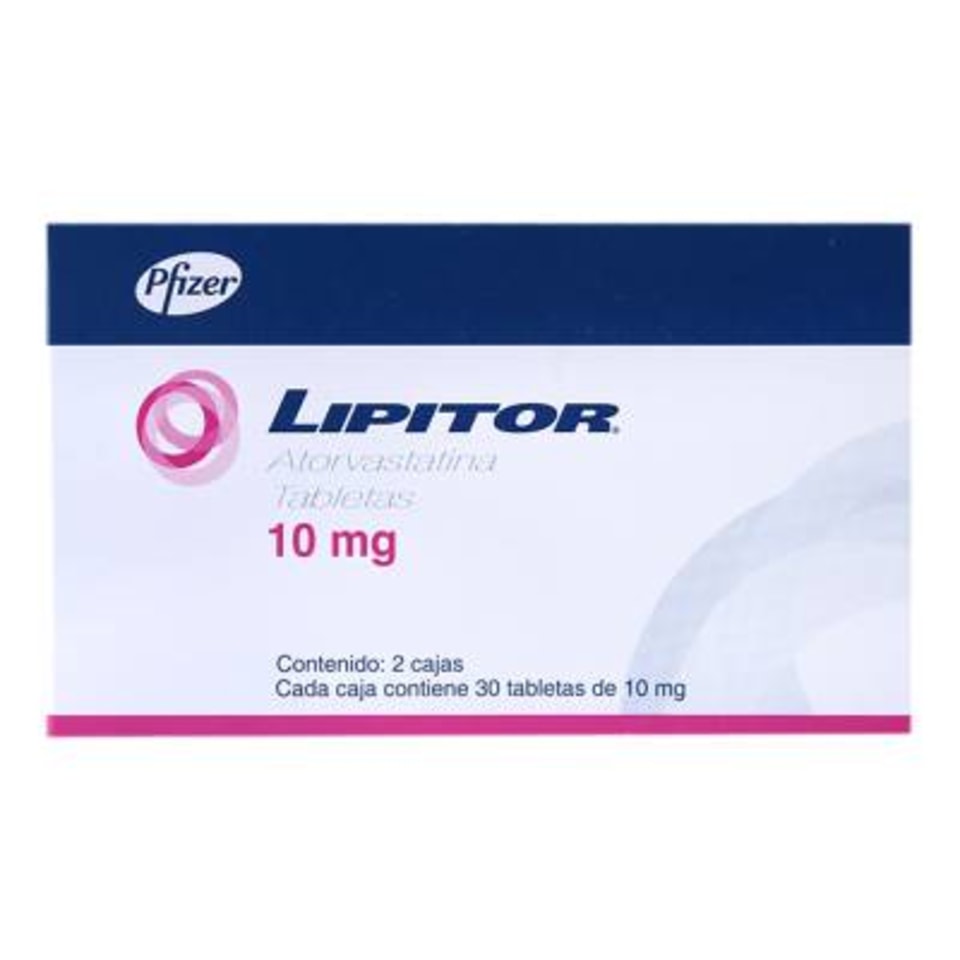 Pfizer
LIPITOR®
Atorvastatina
Tabletas
10 mg
Contenido: 2 cajas
Cada caja contiene 30 tabletas de 10 mg